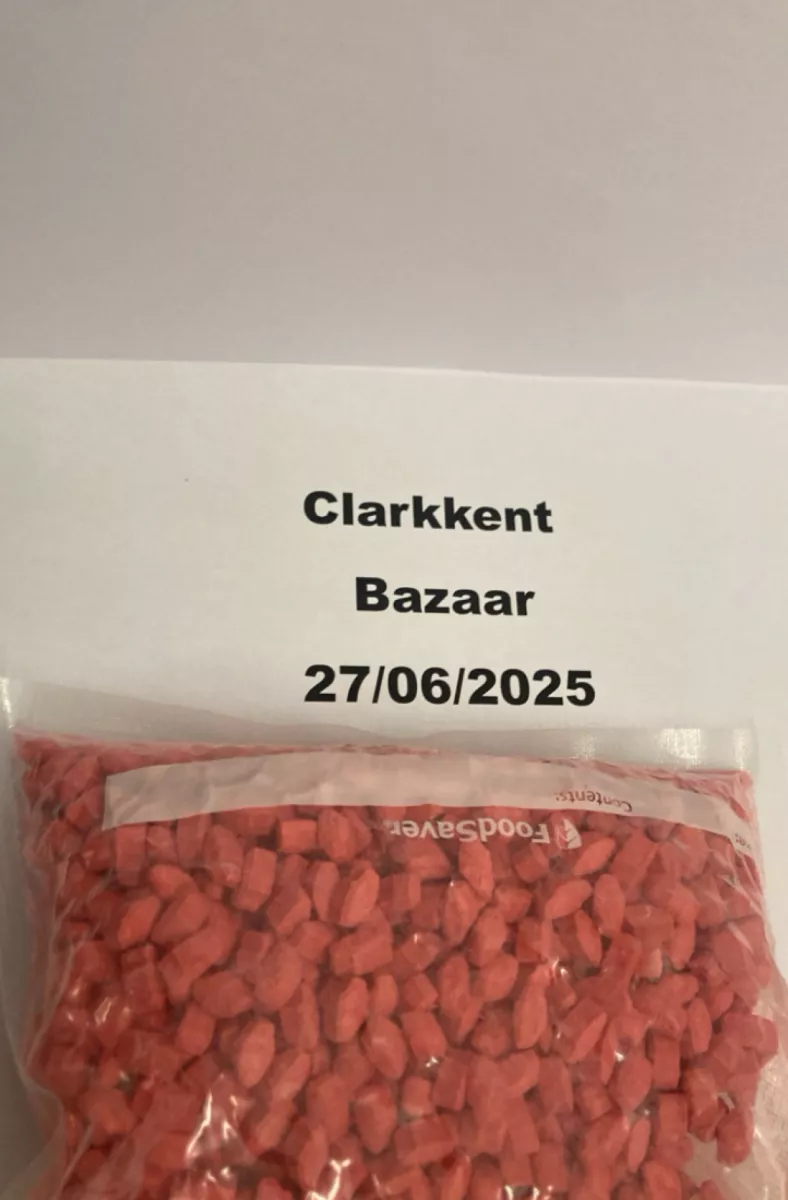 Clarkkent
Bazaar
27/06/2025
Contents:
FoodSaver